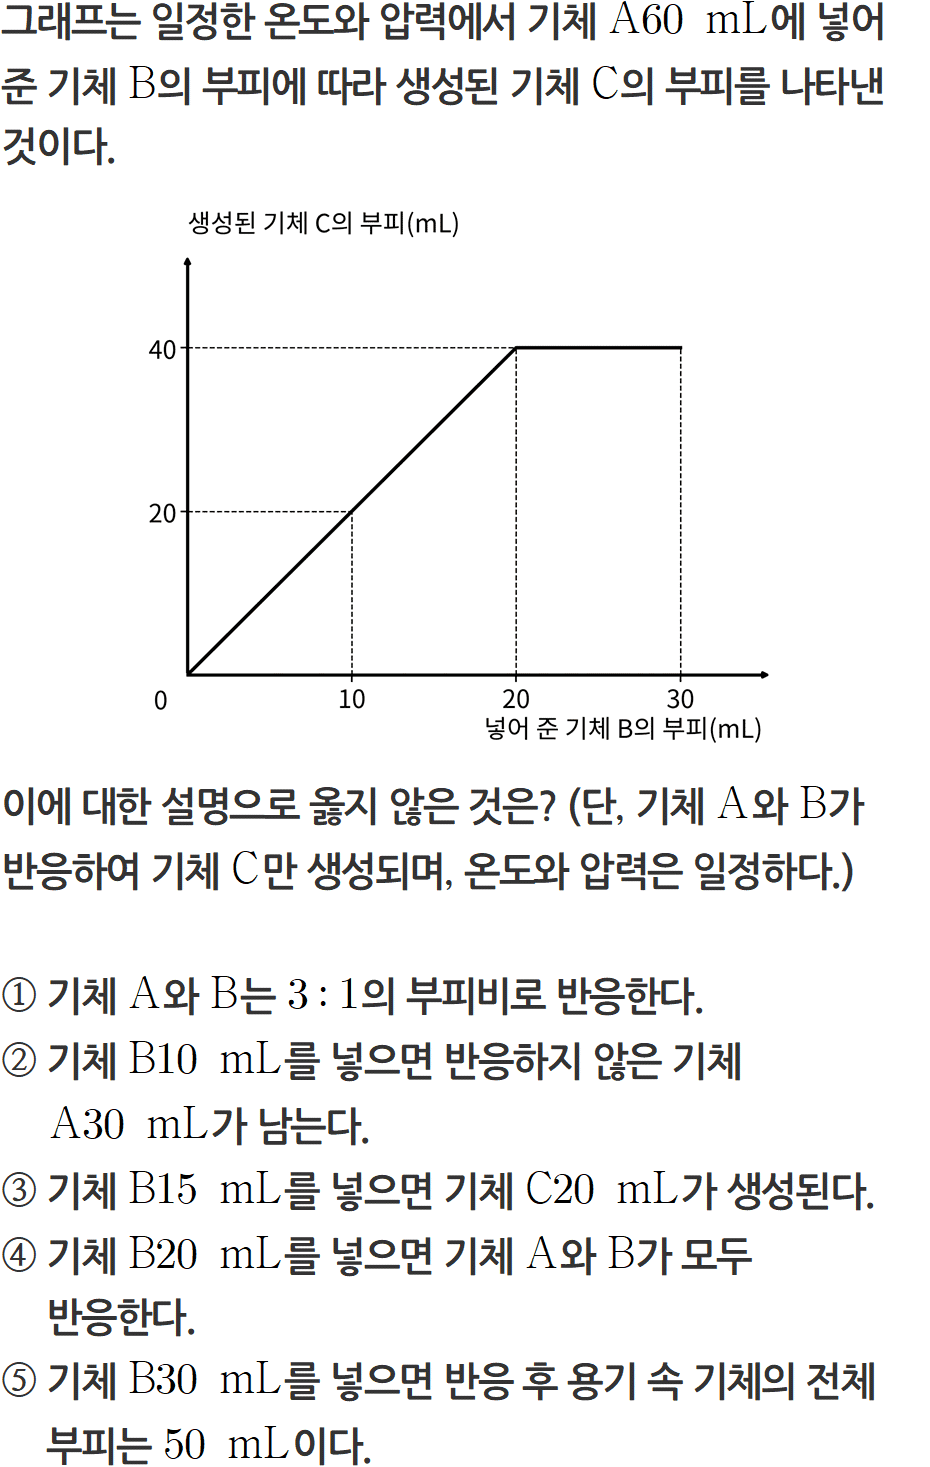 그래프는 일정한 온도와 압력에서 기체 A60 mL에 넣어
준 기체 B의 부피에 따라 생성된 기체 C의 부피를 나타낸
것이다.
생성된 기체 C의 부피(mL)
40
20
0
10
20
30
넣어 준 기체 B의 부피(mL)
이에 대한 설명으로 옳지 않은 것은? (단, 기체 A와 B가
반응하여 기체 C만 생성되며, 온도와 압력은 일정하다.)
① 기체 A와 B는 3 : 1의 부피비로 반응한다.
② 기체 B10 mL를 넣으면 반응하지 않은 기체
A30 mL가 남는다.
③ 기체 B15 mL를 넣으면 기체 C20 mL가 생성된다.
④ 기체 B20 mL를 넣으면 기체 A와 B가 모두
반응한다.
⑤ 기체 B30 mL를 넣으면 반응 후 용기 속 기체의 전체
부피는 50 mL이다.